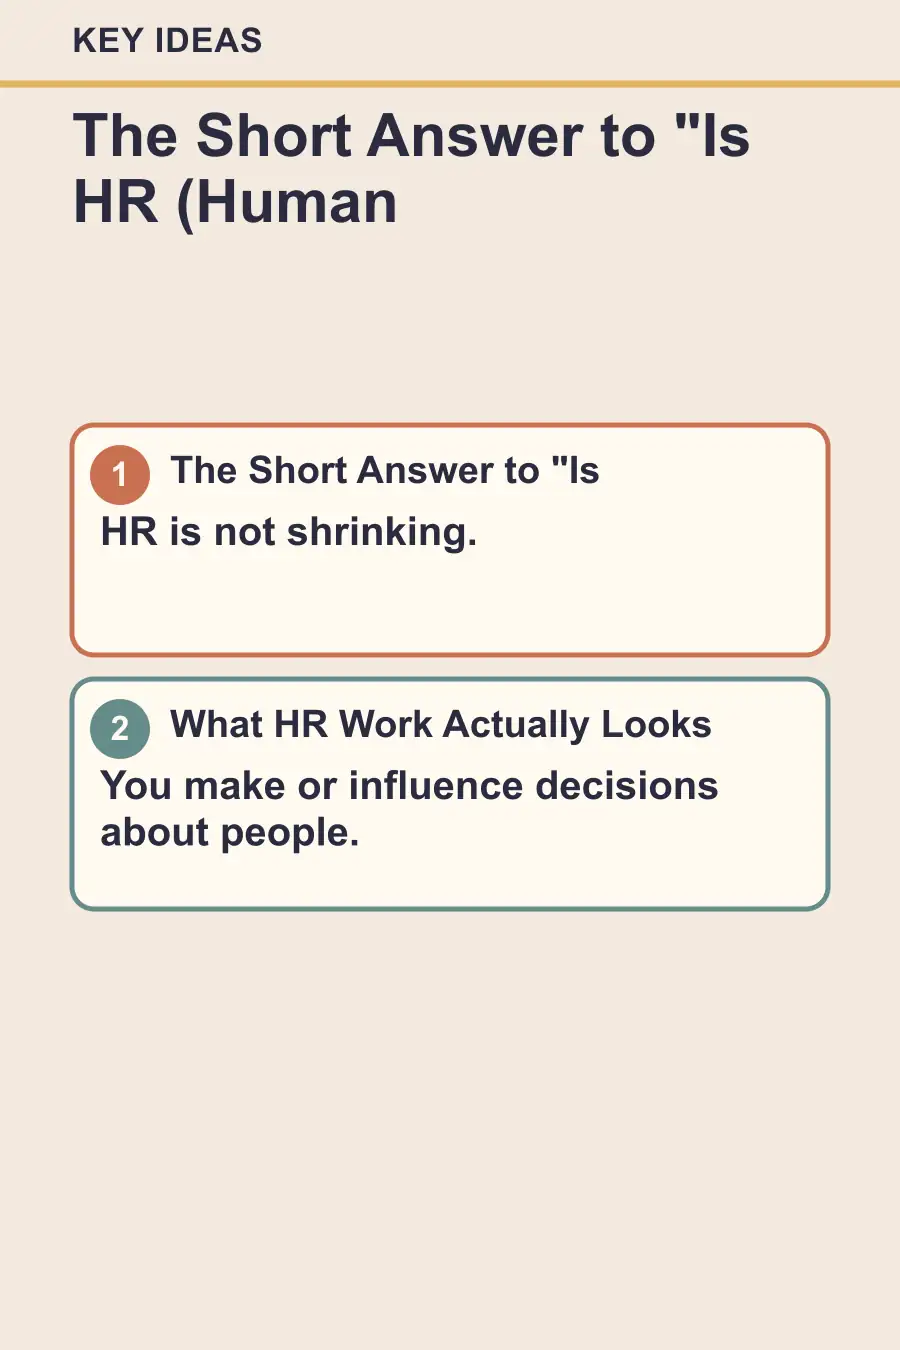 KEY IDEAS
The Short Answer to "Is
HR (Human
1 The Short Answer to "Is
HR is not shrinking.
2 What HR Work Actually Looks
You make or influence decisions
about people.